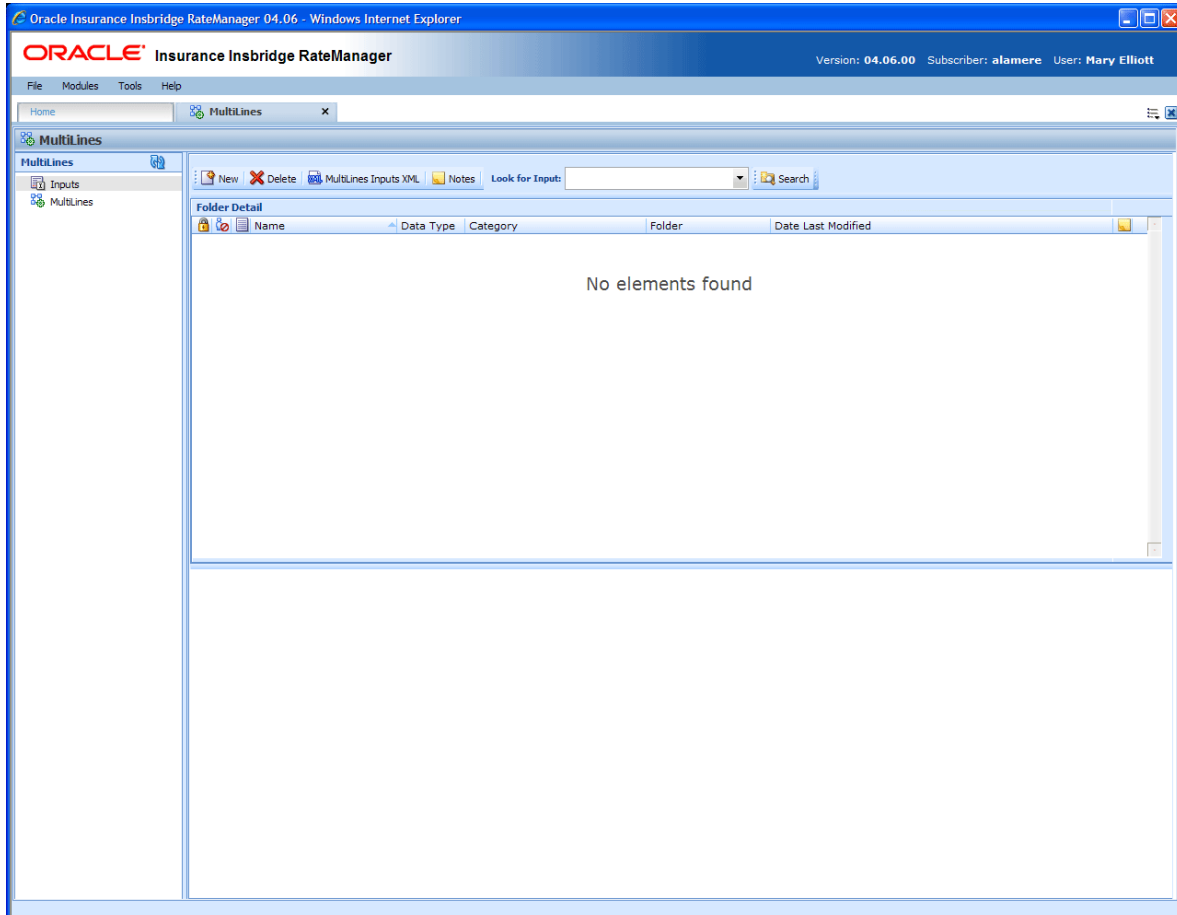 Oracle Insurance Insbridge RateManager 04.06 - Windows Internet Explorer
ORACLE Insurance Insbridge RateManager
Version: 04.06.00 Subscriber: alamere User: Mary Elliott
File Modules Tools Help
Home MultiLines x
MultiLines
MultiLines
Inputs
MultiLines
New Delete MultiLines Inputs XML Notes Look for Input: Search
Folder Detail
Name Data Type Category Folder Date Last Modified
No elements found